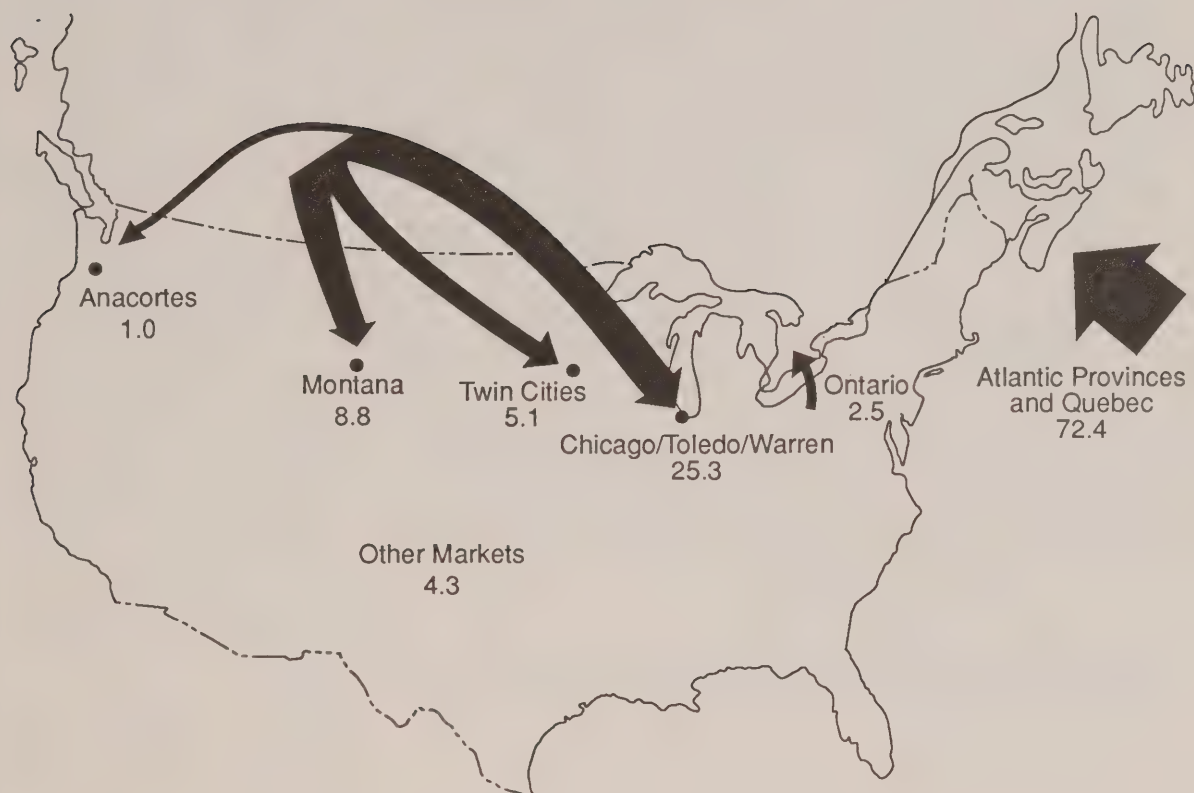 Anacortes
1.0
Montana
8.8
Twin Cities
5.1
Chicago/Toledo/Warren
25.3
Ontario
2.5
Atlantic Provinces
and Quebec
72.4
Other Markets
4.3